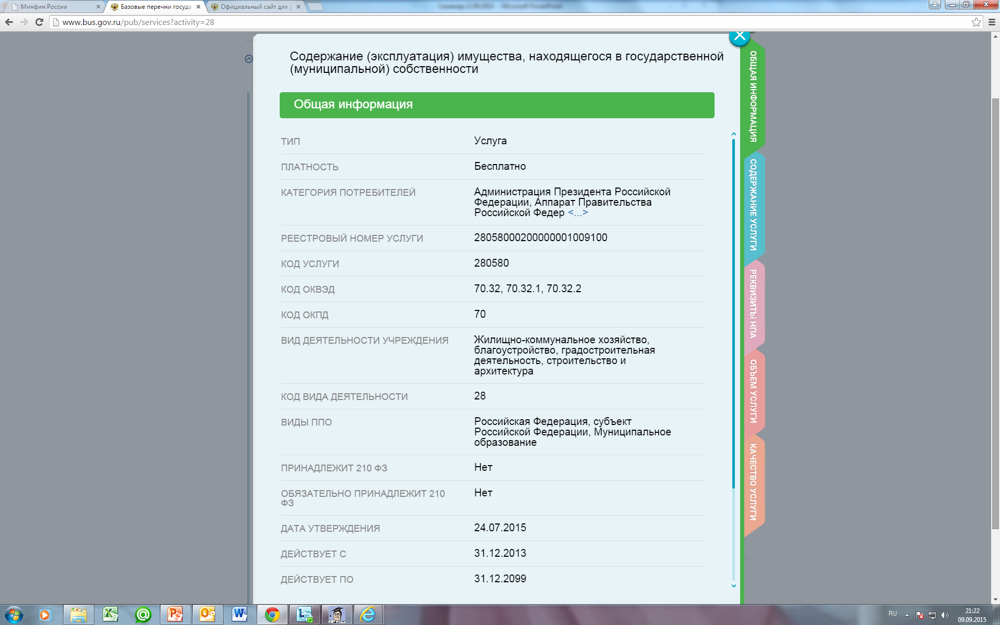 Минфин России
Базовые перечни госуда
Официальный сайт для р
www.bus.gov.ru/pub/services?activity=28
Содержание (эксплуатация) имущества, находящегося в государственной
(муниципальной) собственности
Общая информация
ТИП
Услуга
ПЛАТНОСТЬ
Бесплатно
КАТЕГОРИЯ ПОТРЕБИТЕЛЕЙ
Администрация Президента Российской
Федерации, Аппарат Правительства
Российской Федер <...>
РЕЕСТРОВЫЙ НОМЕР УСЛУГИ
28058000200000001009100
КОД УСЛУГИ
280580
КОД ОКВЭД
70.32, 70.32.1, 70.32.2
КОД ОКПД
70
ВИД ДЕЯТЕЛЬНОСТИ УЧРЕЖДЕНИЯ
Жилищно-коммунальное хозяйство,
благоустройство, градостроительная
деятельность, строительство и
архитектура
КОД ВИДА ДЕЯТЕЛЬНОСТИ
28
ВИДЫ ППО
Российская Федерация, субъект
Российской Федерации, Муниципальное
образование
ПРИНАДЛЕЖИТ 210 ФЗ
Нет
ОБЯЗАТЕЛЬНО ПРИНАДЛЕЖИТ 210
ФЗ
Нет
ДАТА УТВЕРЖДЕНИЯ
24.07.2015
ДЕЙСТВУЕТ С
31.12.2013
ДЕЙСТВУЕТ ПО
31.12.2099
ОБЩАЯ ИНФОРМАЦИЯ
СОДЕРЖАНИЕ УСЛУГИ
РЕКВИЗИТЫ НПА
ОБЪЕМ УСЛУГИ
КАЧЕСТВО УСЛУГИ
RU
21:22
09.09.2015